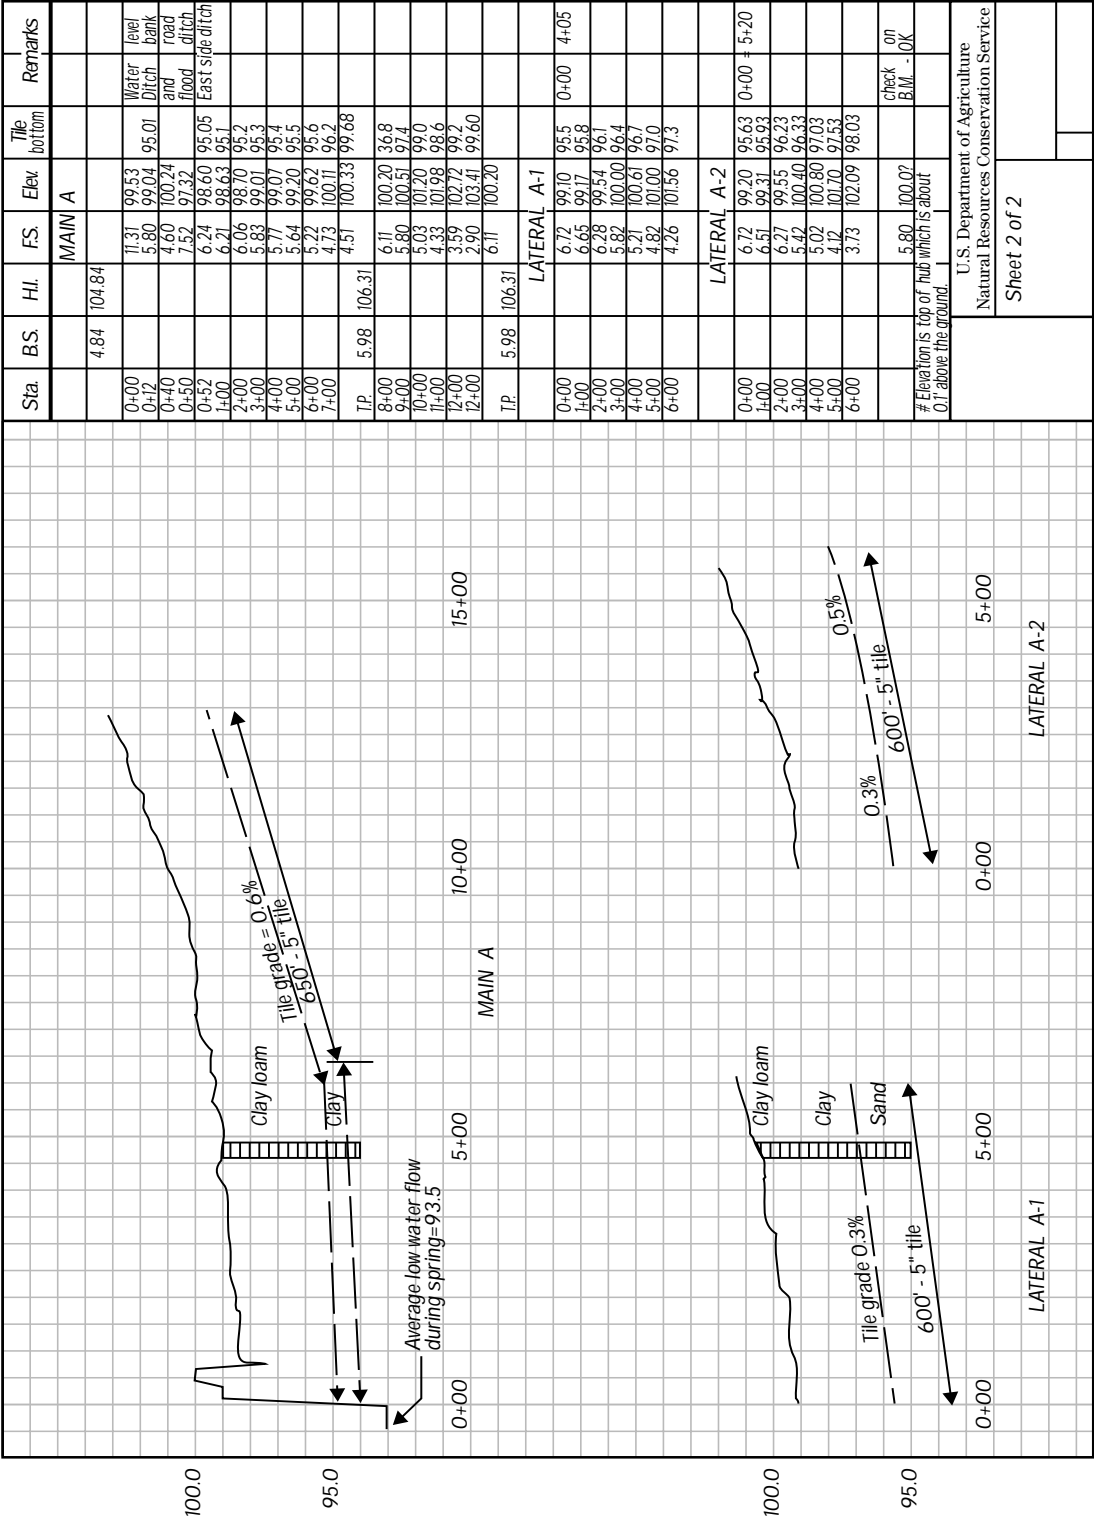 Sta. B.S. H.I. F.S. Elev. Tile bottom Remarks
MAIN A
4.84 104.84
0+00 11.31 99.53 Water level
0+12 5.80 99.04 95.01 Ditch bank
0+40 4.60 100.24 and road
0+50 7.52 97.32 flood ditch
0+52 6.24 98.60 95.05 East side ditch
1+00 6.21 98.63 95.1
2+00 6.06 98.70 95.2
3+00 5.83 99.01 95.3
4+00 5.77 99.07 95.4
5+00 5.64 99.20 95.5
6+00 5.22 99.62 95.6
7+00 4.73 100.11 96.2
4.51 100.33 99.68
T.P. 5.98 106.31
8+00 6.11 100.20 36.8
9+00 5.80 100.51 97.4
10+00 5.03 101.20 99.0
11+00 4.33 101.98 98.6
12+00 3.59 102.72 99.2
12+00 2.90 103.41 99.60
6.11 100.20
T.P. 5.98 106.31
LATERAL A-1
0+00 6.72 99.10 95.5 0+00 4+05
1+00 6.65 99.17 95.8
2+00 6.28 99.54 96.1
3+00 5.82 100.00 96.4
4+00 5.21 100.61 96.7
5+00 4.82 101.00 97.0
6+00 4.26 101.56 97.3
LATERAL A-2
0+00 6.72 99.20 95.63 0+00 = 5+20
1+00 6.51 99.31 95.93
2+00 6.27 99.55 96.23
3+00 5.42 100.40 96.33
4+00 5.02 100.80 97.03
5+00 4.12 101.70 97.53
6+00 3.73 102.09 98.03
check on
5.80 100.0? B.M. - OK
# Elevation is top of hub which is about
0.1' above the ground.
U.S. Department of Agriculture
Natural Resources Conservation Service
Sheet 2 of 2
100.0
95.0
Clay loam
Clay
Tile grade = 0.6%
650' - 5" tile
Average low water flow
during spring=93.5
0+00
5+00
10+00
15+00
MAIN A
100.0
95.0
Clay loam
Clay
Sand
Tile grade 0.3%
600' - 5" tile
0+00
5+00
LATERAL A-1
0.3%
0.5%
600' - 5" tile
0+00
5+00
LATERAL A-2